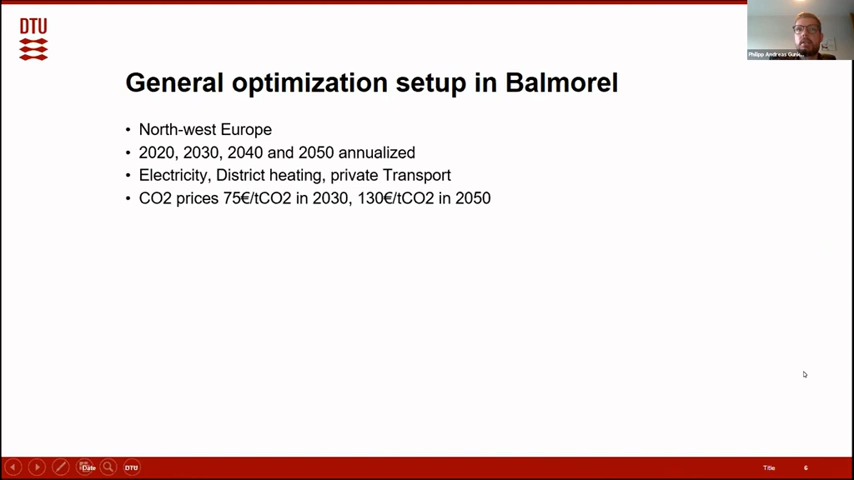 DTU
Philipp Andreas
General optimization setup in Balmorel
• North-west Europe
• 2020, 2030, 2040 and 2050 annualized
• Electricity, District heating, private Transport
• CO2 prices 75€/tCO2 in 2030, 130€/tCO2 in 2050
Date
DTU
Title
6